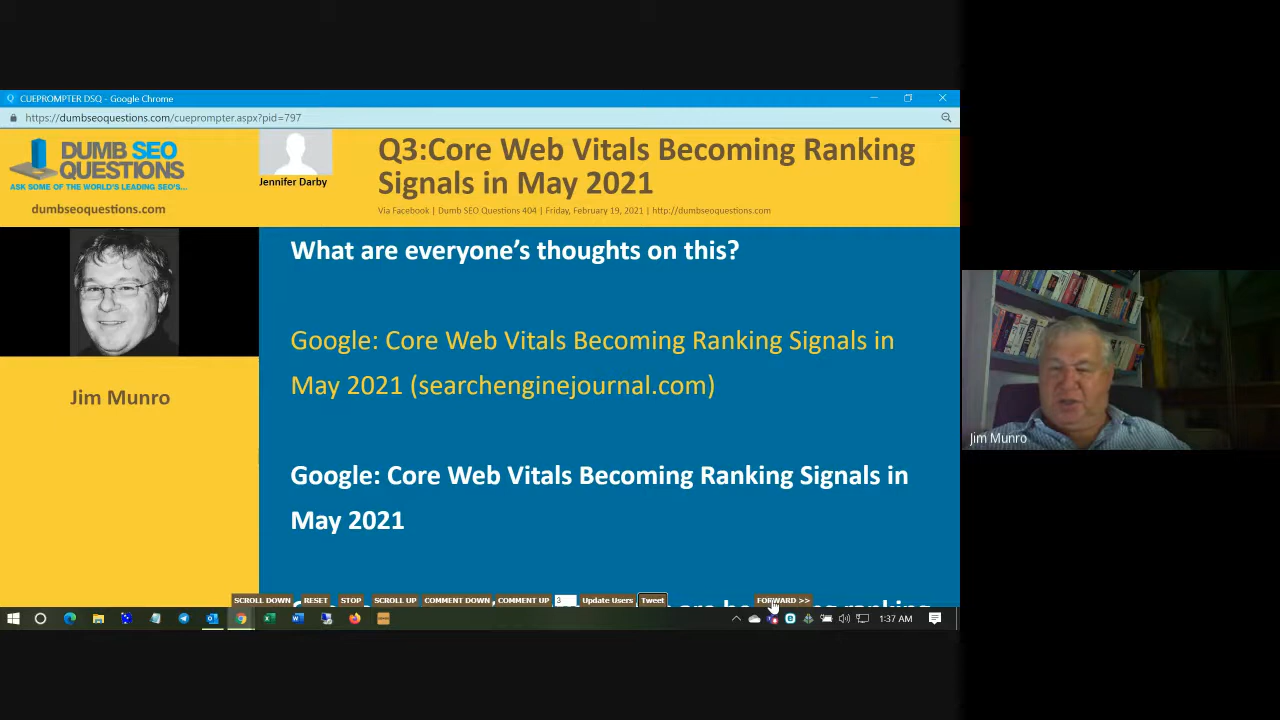 CUEPROMPTER DSQ - Google Chrome
https://dumbseoquestions.com/cueprompter.aspx?pid=797
DUMB SEO
QUESTIONS
ASK SOME OF THE WORLD'S LEADING SEO'S...
dumbseoquestions.com
Jennifer Darby
Q3:Core Web Vitals Becoming Ranking
Signals in May 2021
Via Facebook | Dumb SEO Questions 404 | Friday, February 19, 2021 | http://dumbseoquestions.com
Jim Munro
What are everyone’s thoughts on this?
Google: Core Web Vitals Becoming Ranking Signals in
May 2021 (searchenginejournal.com)
Google: Core Web Vitals Becoming Ranking Signals in
May 2021
SCROLL DOWN RESET STOP SCROLL UP COMMENT DOWN COMMENT UP 3 Update Users Tweet FORWARD >>
1:37 AM
Jim Munro